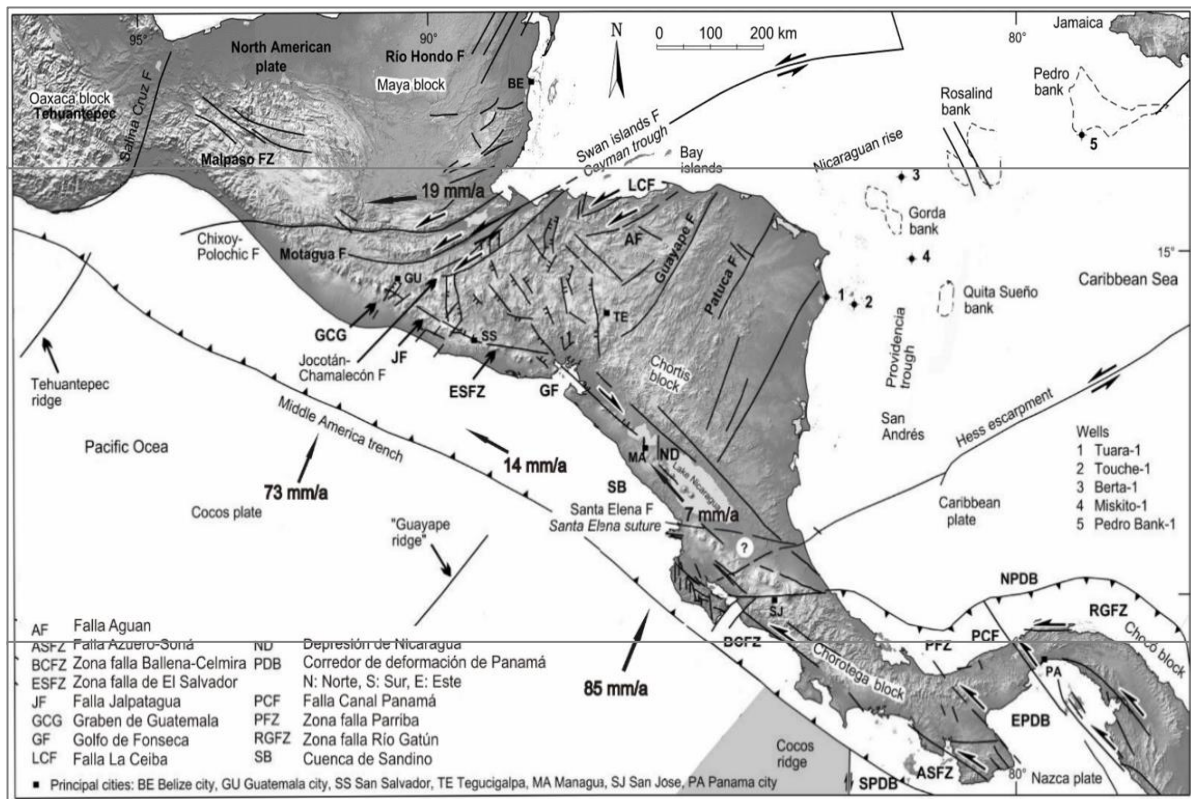 95°
90°
80°
Jamaica
N
0 100 200 km
North American
plate
Río Hondo F
Maya block
BE
Pedro
bank
5
Oaxaca block
Tehuantepec
Salina Cruz F
Malpaso FZ
Rosalind
bank
Swan islands F
Cayman trough
Bay
islands
Nicaraguan rise
3
19 mm/a
LCF
Gorda
bank
Chixoy-
Polochic F
Motagua F
AF
Guayape F
Patuca F
4
15°
Caribbean Sea
GU
1
2
Quita Sueño
bank
GCG
JF
SS
TE
Jocotán-
Chamalecón F
ESFZ
GF
Chortis
block
Providencia
trough
Tehuantepec
ridge
Middle America trench
San
Andrés
Hess escarpment
Pacific Ocea
14 mm/a
MA
ND
Lake Nicaragua
Wells
1 Tuara-1
2 Touche-1
3 Berta-1
4 Miskito-1
5 Pedro Bank-1
73 mm/a
SB
7 mm/a
Cocos plate
Santa Elena F
Santa Elena suture
Caribbean
plate
"Guayape
ridge"
?
NPDB
SJ
RGFZ
BCFZ
PFZ
PCF
Chocó block
Chorotega block
PA
85 mm/a
EPDB
Cocos
ridge
ASFZ
SPDB
80°
Nazca plate
AF Falla Aguan
ASFZ Falla Azuero-Soná
BCFZ Zona falla Ballena-Celmira
ESFZ Zona falla de El Salvador
JF Falla Jalpatagua
GCG Graben de Guatemala
GF Golfo de Fonseca
LCF Falla La Ceiba
ND Depresión de Nicaragua
PDB Corredor de deformación de Panamá
N: Norte, S: Sur, E: Este
PCF Falla Canal Panamá
PFZ Zona falla Parriba
RGFZ Zona falla Río Gatún
SB Cuenca de Sandino
Principal cities: BE Belize city, GU Guatemala city, SS San Salvador, TE Tegucigalpa, MA Managua, SJ San Jose, PA Panama city